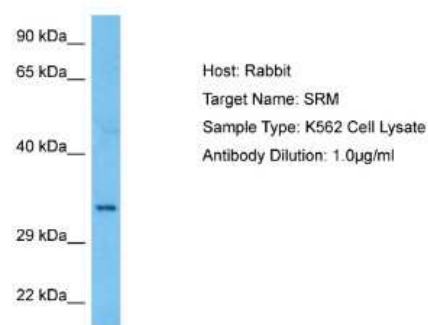 90 kDa
65 kDa
40 kDa
29 kDa
22 kDa
Host: Rabbit
Target Name: SRM
Sample Type: K562 Cell Lysate
Antibody Dilution: 1.0µg/ml